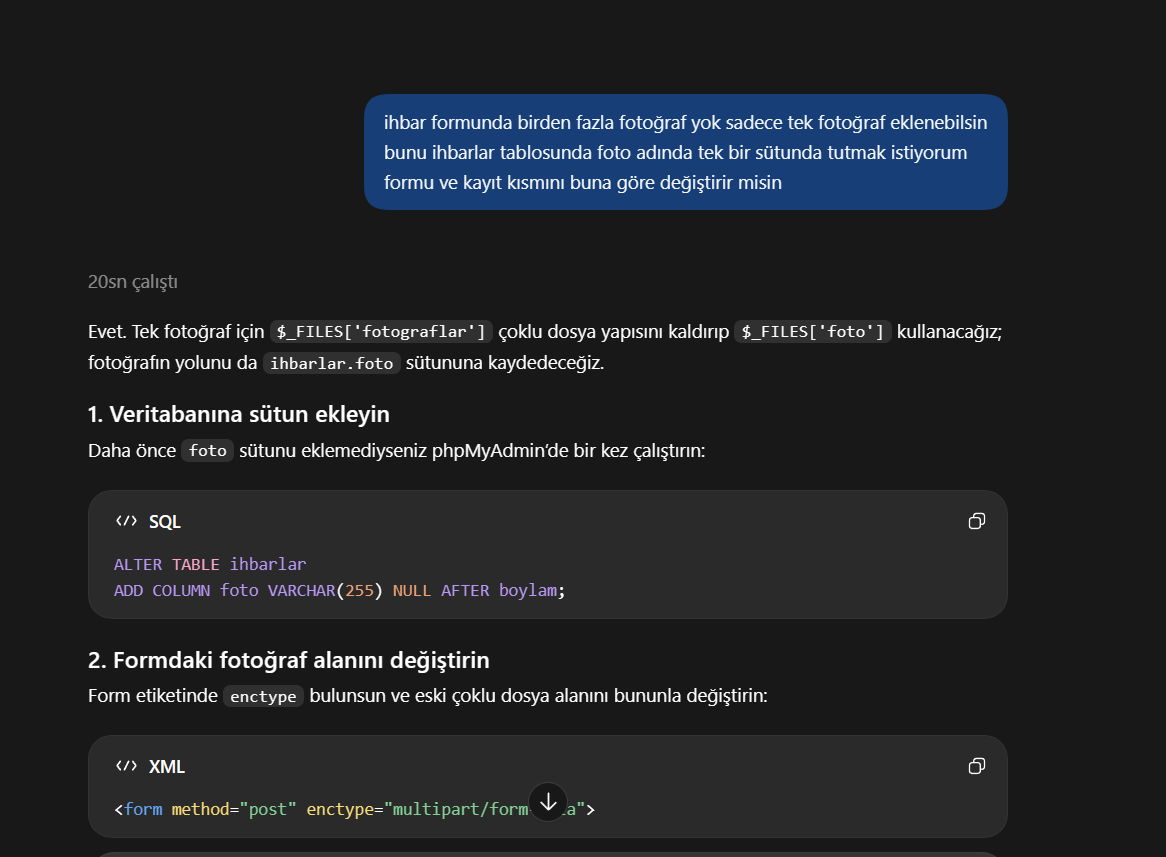 ihbar formunda birden fazla fotoğraf yok sadece tek fotoğraf eklenebilsin
bunu ihbarlar tablosunda foto adında tek bir sütunda tutmak istiyorum
formu ve kayıt kısmını buna göre değiştirir misin
20sn çalıştı
Evet. Tek fotoğraf için $_FILES['fotograflar'] çoklu dosya yapısını kaldırıp $_FILES['foto'] kullanacağız;
fotoğrafın yolunu da ihbarlar.foto sütununa kaydedeceğiz.
1. Veritabanına sütun ekleyin
Daha önce foto sütunu eklemediyseniz phpMyAdmin’de bir kez çalıştırın:
</> SQL
ALTER TABLE ihbarlar
ADD COLUMN foto VARCHAR(255) NULL AFTER boylam;
2. Formdaki fotoğraf alanını değiştirin
Form etiketinde enctype bulunsun ve eski çoklu dosya alanını bununla değiştirin:
</> XML
<form method="post" enctype="multipart/form